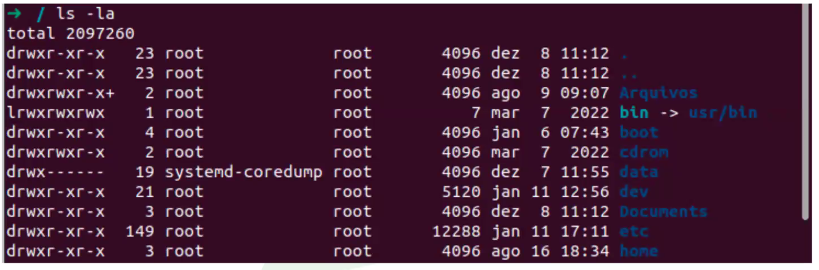 → / ls -la
total 2097260
drwxr-xr-x 23 root root 4096 dez 8 11:12 .
drwxr-xr-x 23 root root 4096 dez 8 11:12 ..
drwxrwxr-x+ 2 root root 4096 ago 9 09:07 Arquivos
lrwxrwxrwx 1 root root 7 mar 7 2022 bin -> usr/bin
drwxr-xr-x 4 root root 4096 jan 6 07:43 boot
drwxrwxr-x 2 root root 4096 mar 7 2022 cdrom
drwx------ 19 systemd-coredump root 4096 dez 7 11:55 data
drwxr-xr-x 21 root root 5120 jan 11 12:56 dev
drwxr-xr-x 3 root root 4096 dez 8 11:12 Documents
drwxr-xr-x 149 root root 12288 jan 11 17:11 etc
drwxr-xr-x 3 root root 4096 ago 16 18:34 home